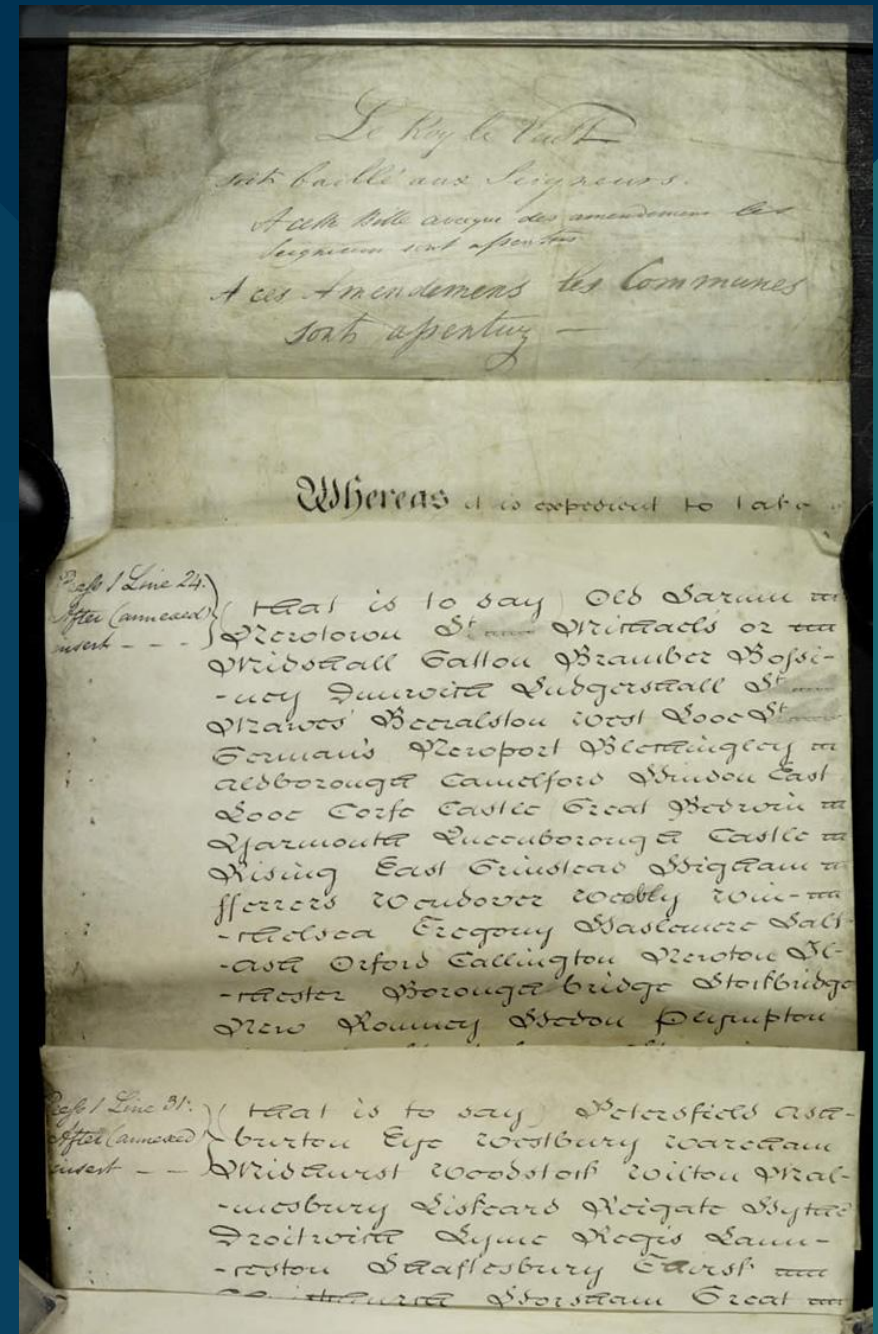 Le Roy le Veult
soit baillé aux Seigneurs.
A ceste Bille avecque des amendemens les
Seigneurs sont assentus
A ces Amendemens les Communes
sont assentuz —
Whereas it is expedient to take
Press 1 Line 24.
After (annexed)
insert - - -
( that is to say ) Old Sarum
Newtown St Michaels or
Midshall Gatton Bramber Bossi-
-ney Dunwich Ludgershall St
Mawes' Beeralston West Looe St
German's Newport Bletchingley
Aldborough Camelford Hindon East
Looe Corfe Castle Great Bedwin
Yarmouth Queenborough Castle
Rising East Grinstead Higham
fferrers Wendover Weobly Win-
-chelsea Tregony Haslemere Salt-
-ash Orford Callington Newton Il-
-chester Boroughbridge Stockbridge
New Romney Hedon Plympton
Press 1 Line 31.
After (annexed)
insert - - -
( that is to say ) Petersfield Ash-
-burton Eye Westbury Wareham
Midhurst Woodstock Wilton Mal-
-mesbury Liskeard Reigate Hythe
Droitwich Lyme Regis Laun-
-ceston Shaftesbury Thirsk
Christchurch Horsham Great